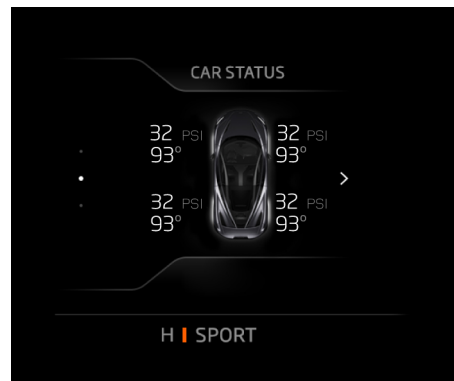 CAR STATUS
32 PSI 32 PSI
93° 93°
32 PSI 32 PSI
93° 93°
H SPORT